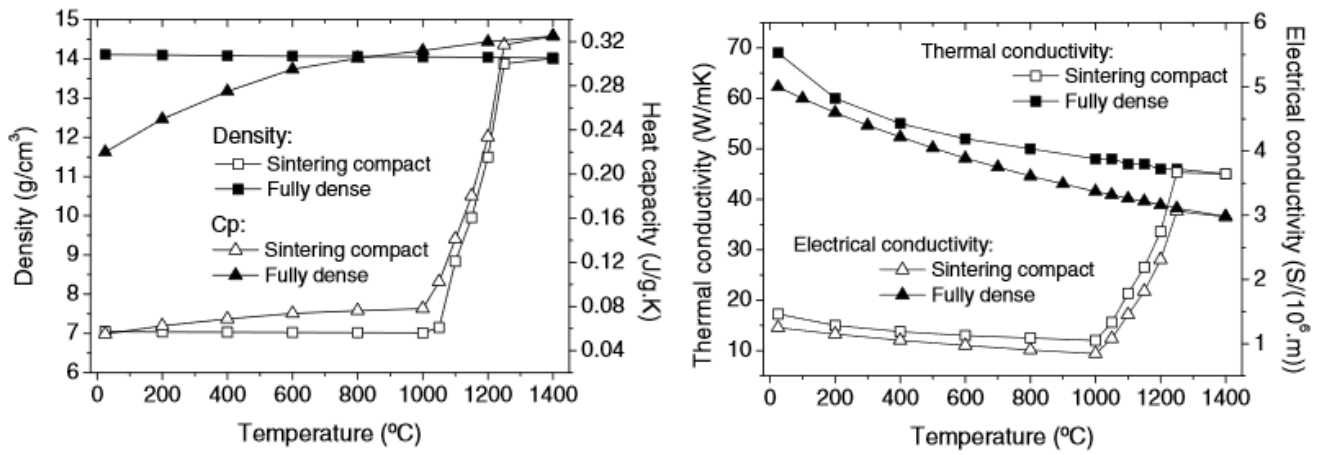 15
14
13
12
11
10
9
8
7
6
Density (g/cm³)
Density:
Sintering compact
Fully dense
Cp:
Sintering compact
Fully dense
0.32
0.28
0.24
0.20
0.16
0.12
0.08
0.04
Heat capacity (J/g.K)
0 200 400 600 800 1000 1200 1400
Temperature (ºC)
70
60
50
40
30
20
10
Thermal conductivity (W/mK)
Thermal conductivity:
Sintering compact
Fully dense
Electrical conductivity:
Sintering compact
Fully dense
6
5
4
3
2
1
Electrical conductivity (S/(10⁶.m))
0 200 400 600 800 1000 1200 1400
Temperature (ºC)